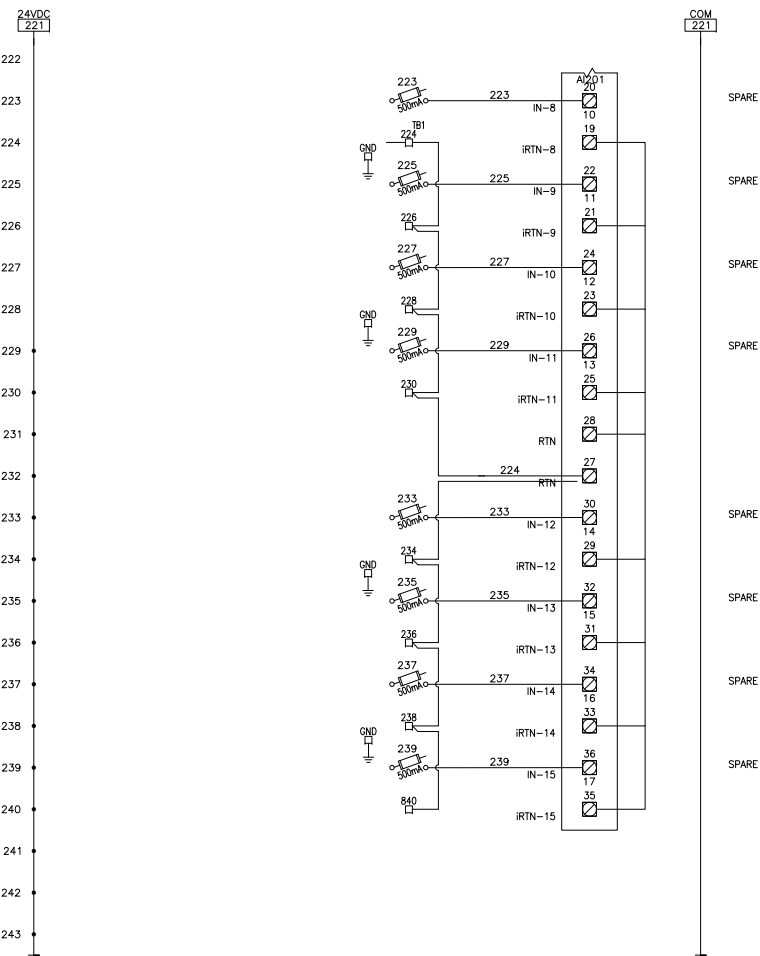 24VDC
221
COM
221
222
AI201
223
223
500mA
223
IN-8
20
10
SPARE
TB1
224
224
GND
iRTN-8
19
225
225
500mA
225
IN-9
22
11
SPARE
226
226
iRTN-9
21
227
227
500mA
227
IN-10
24
12
SPARE
228
228
GND
iRTN-10
23
229
229
500mA
229
IN-11
26
13
SPARE
230
230
iRTN-11
25
231
RTN
28
232
224
RTN
27
233
233
500mA
233
IN-12
30
14
SPARE
234
234
GND
iRTN-12
29
235
235
500mA
235
IN-13
32
15
SPARE
236
236
iRTN-13
31
237
237
500mA
237
IN-14
34
16
SPARE
238
238
GND
iRTN-14
33
239
239
500mA
239
IN-15
36
17
SPARE
240
840
iRTN-15
35
241
242
243